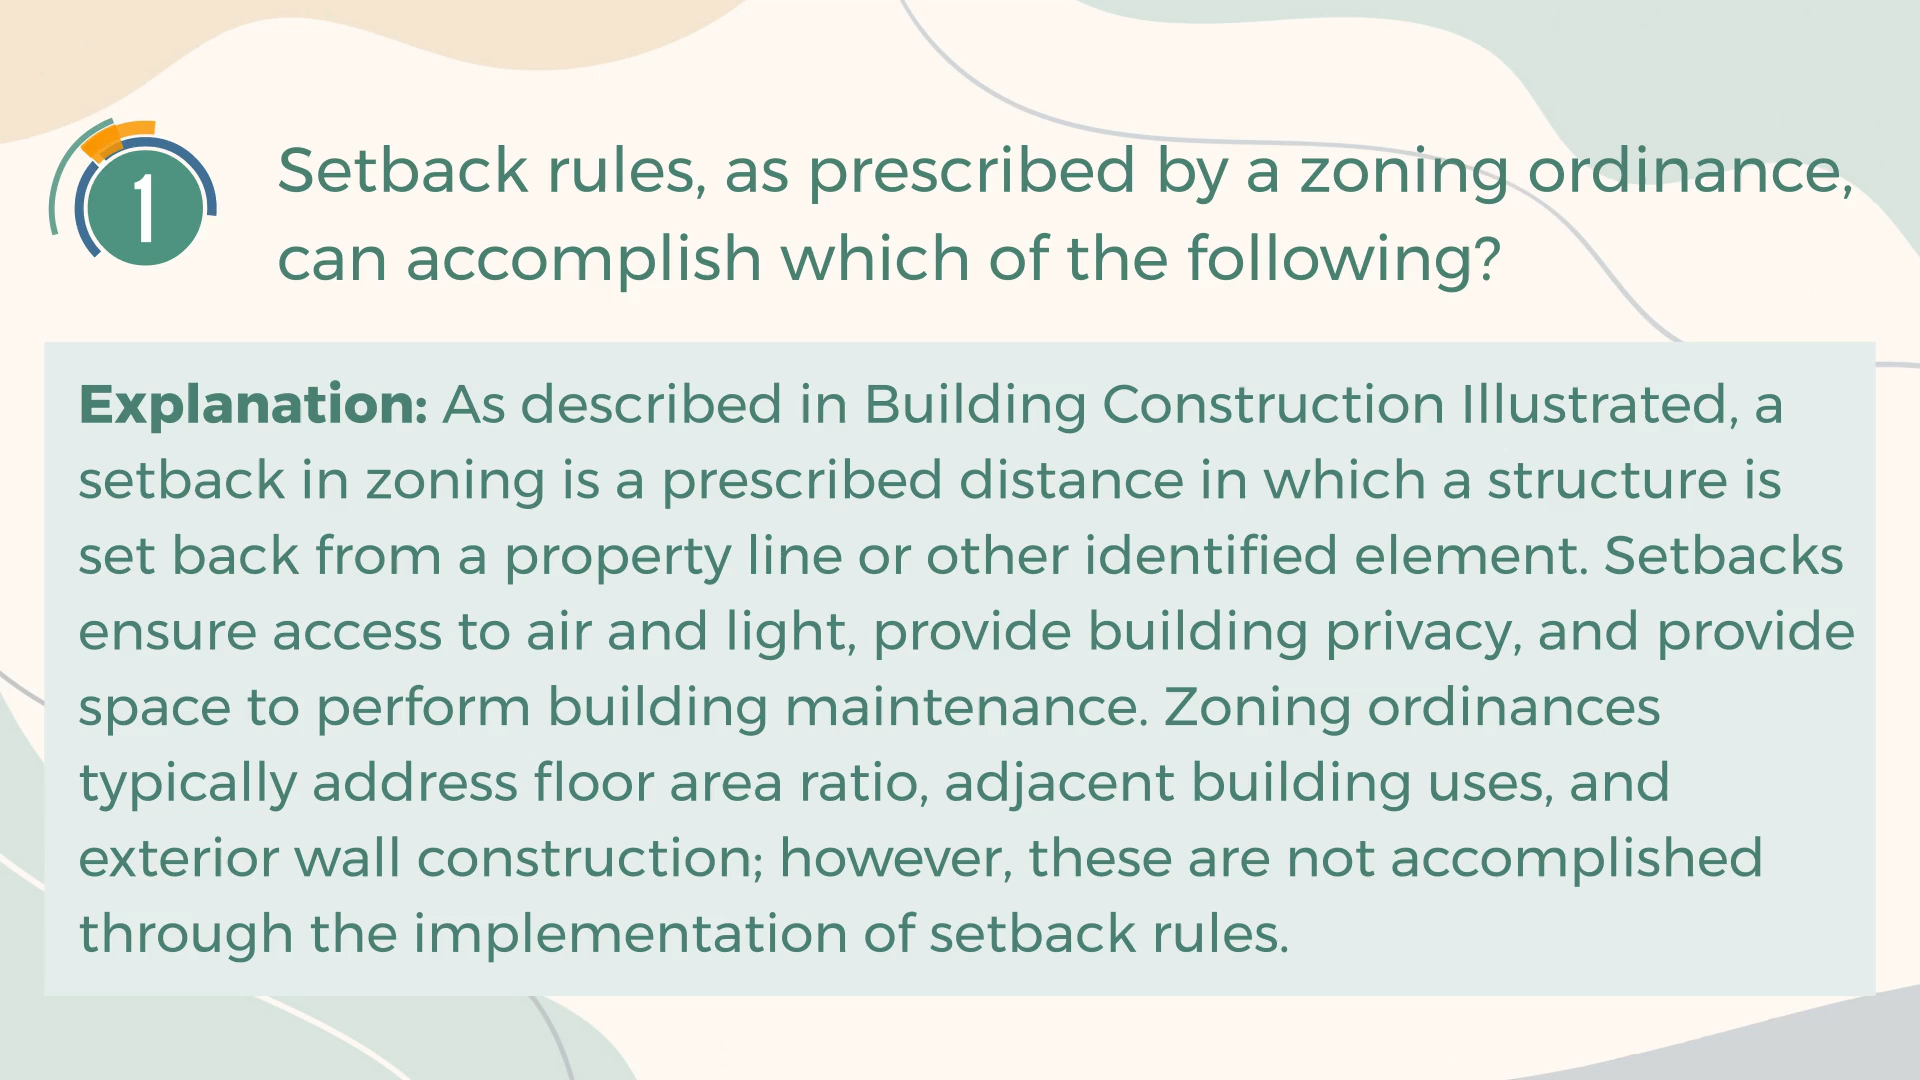 1
Setback rules, as prescribed by a zoning ordinance,
can accomplish which of the following?
Explanation: As described in Building Construction Illustrated, a
setback in zoning is a prescribed distance in which a structure is
set back from a property line or other identified element. Setbacks
ensure access to air and light, provide building privacy, and provide
space to perform building maintenance. Zoning ordinances
typically address floor area ratio, adjacent building uses, and
exterior wall construction; however, these are not accomplished
through the implementation of setback rules.